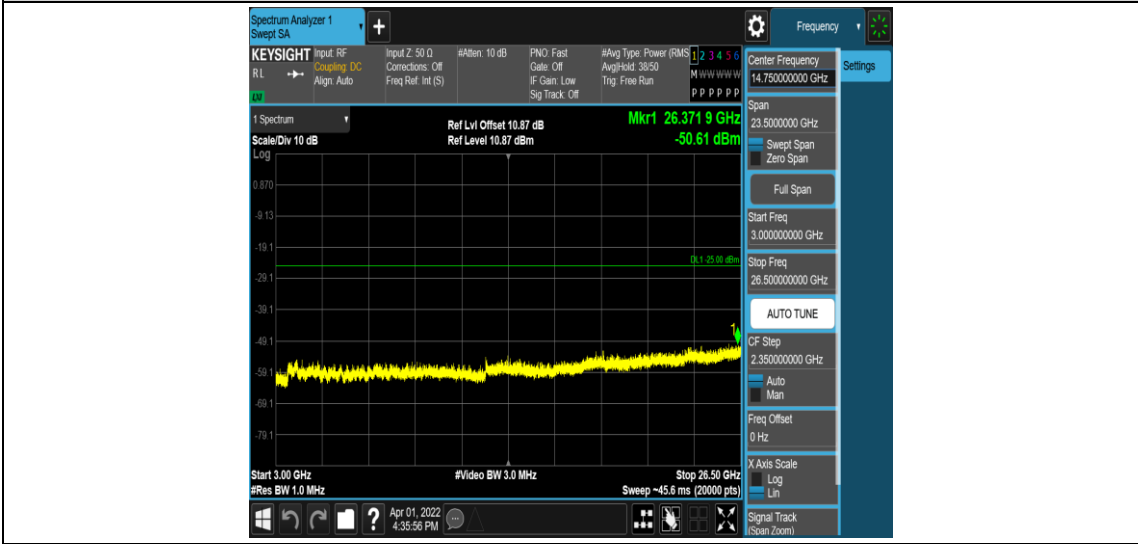 Spectrum Analyzer 1
Swept SA
+
Frequency
KEYSIGHT
RL
Input: RF
Coupling: DC
Align: Auto
Input Z: 50 Ω
Corrections: Off
Freq Ref: Int (S)
#Atten: 10 dB
PNO: Fast
Gate: Off
IF Gain: Low
Sig Track: Off
#Avg Type: Power (RMS
Avg|Hold: 38/50
Trig: Free Run
1 2 3 4 5 6
M W W W W W
P P P P P P
1 Spectrum
Scale/Div 10 dB
Log
Ref Lvl Offset 10.87 dB
Ref Level 10.87 dBm
Mkr1 26.371 9 GHz
-50.61 dBm
0.870
-9.13
-19.1
DL1 -25.00 dBm
-29.1
-39.1
1
-49.1
-59.1
-69.1
-79.1
Start 3.00 GHz
#Video BW 3.0 MHz
Stop 26.50 GHz
#Res BW 1.0 MHz
Sweep ~45.6 ms (20000 pts)
?
Apr 01, 2022
4:35:56 PM
Center Frequency
14.750000000 GHz
Settings
Span
23.5000000 GHz
Swept Span
Zero Span
Full Span
Start Freq
3.000000000 GHz
Stop Freq
26.500000000 GHz
AUTO TUNE
CF Step
2.350000000 GHz
Auto
Man
Freq Offset
0 Hz
X Axis Scale
Log
Lin
Signal Track
(Span Zoom)